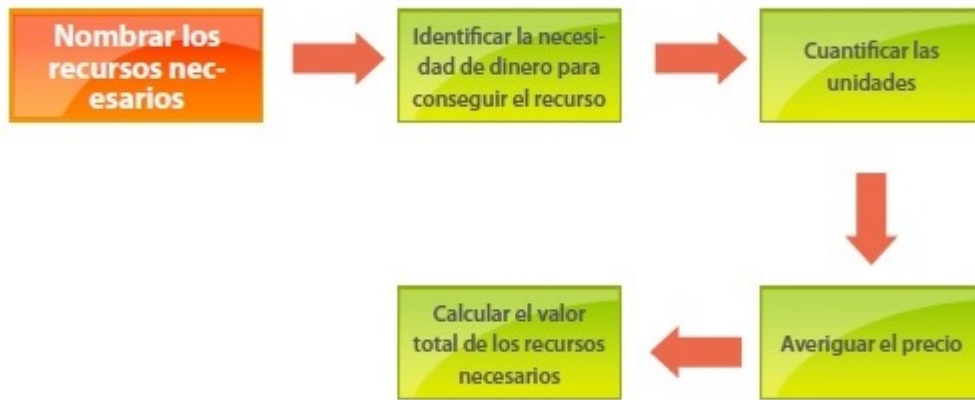 Nombrar los
recursos nec-
esarios
Identificar la necesi-
dad de dinero para
conseguir el recurso
Cuantificar las
unidades
Averiguar el precio
Calcular el valor
total de los recursos
necesarios